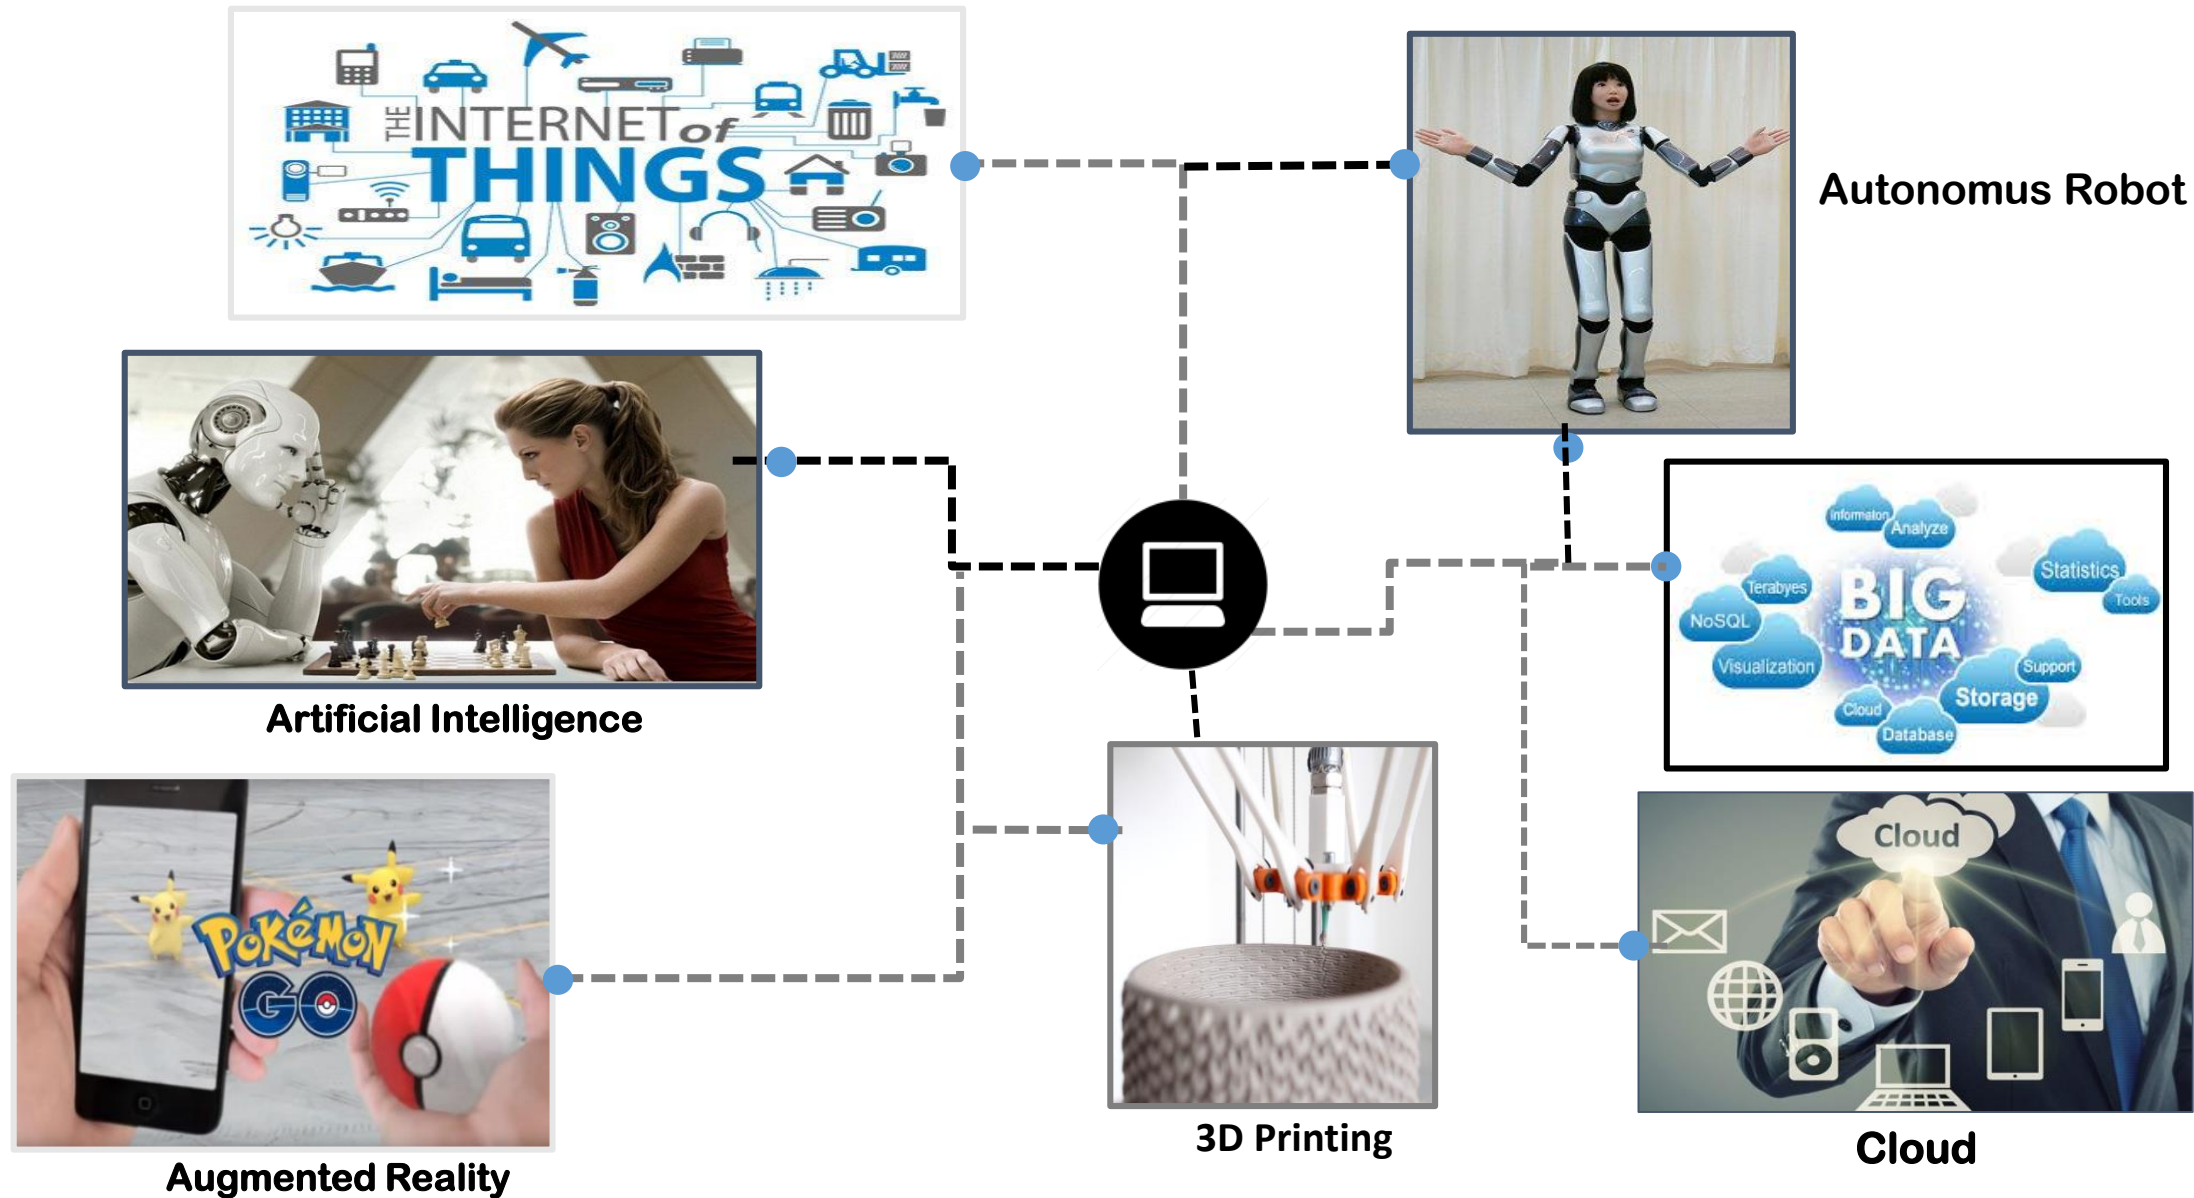 THE INTERNET of
THINGS
Autonomus Robot
Artificial Intelligence
Informaton
Analyze
Statistics
Tools
Terabyes
NoSQL
Visualization
BIG
DATA
Support
Storage
Cloud
Database
POKÉMON
GO
Augmented Reality
3D Printing
Cloud
Cloud